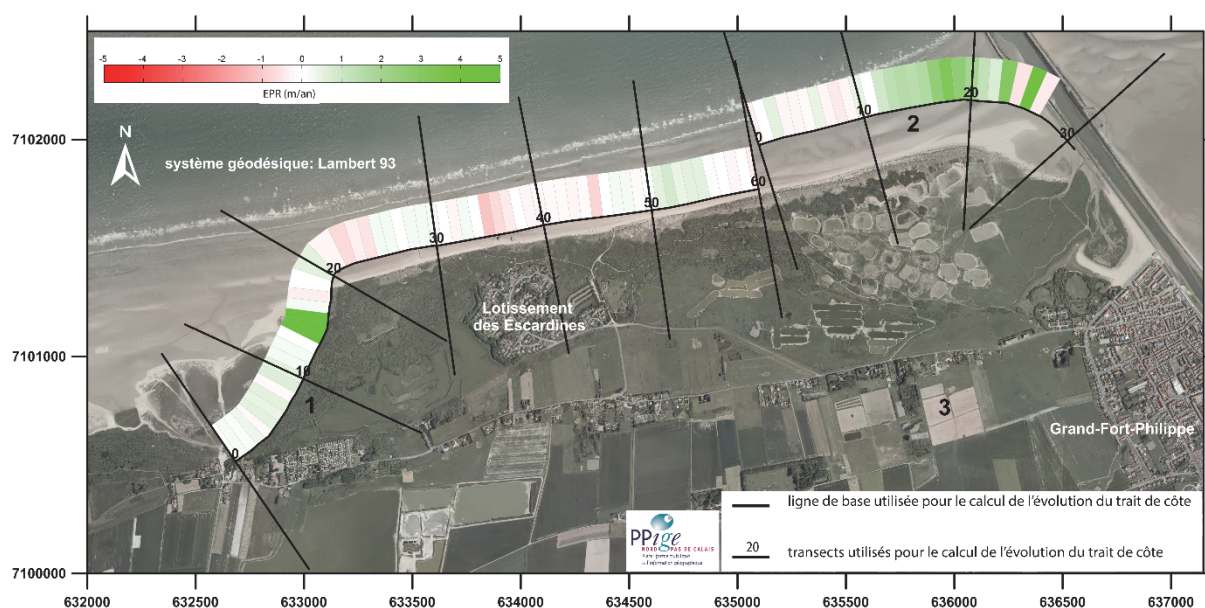 632000 632500 633000 633500 634000 634500 635000 635500 636000 636500 637000
7102000
7101000
7100000
-5 -4 -3 -2 -1 0 1 2 3 4 5
EPR (m/an)
N
système géodésique: Lambert 93
0
10
20
30
40
50
60
0
10
20
30
1
2
3
Lotissement
des Escardines
Grand-Fort-Philippe
PPige
NORD PAS DE CALAIS
ligne de base utilisée pour le calcul de l'évolution du trait de côte
20
transects utilisés pour le calcul de l'évolution du trait de côte